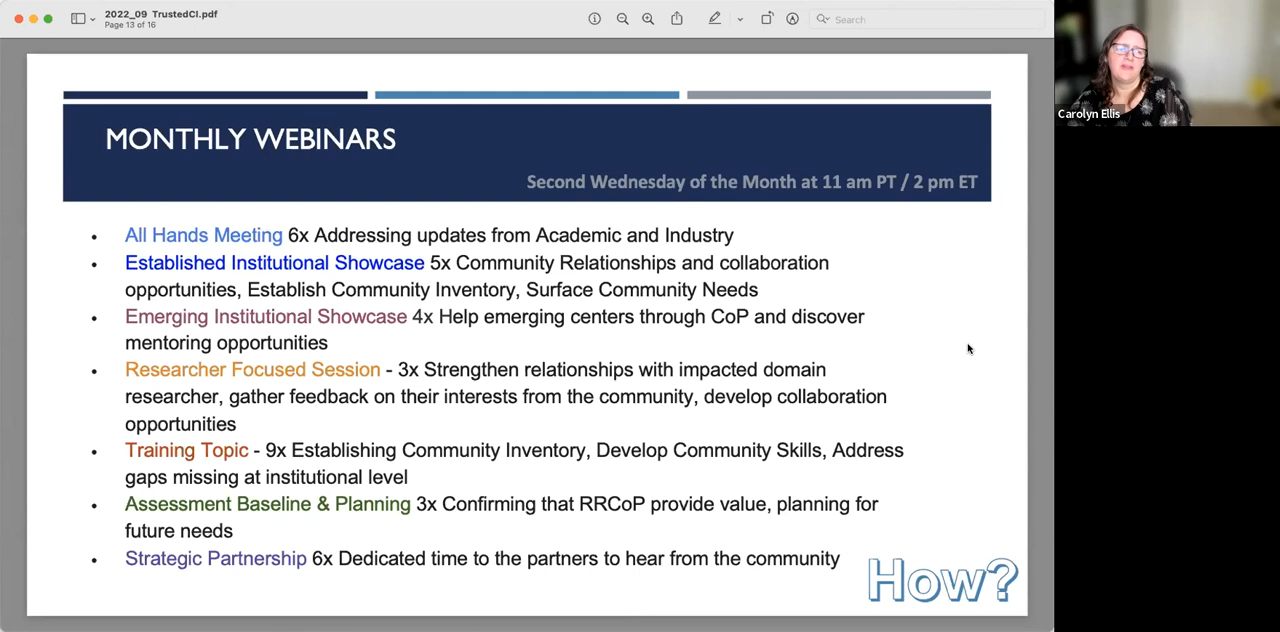 2022_09 TrustedCI.pdf
Page 13 of 16
Search
Carolyn Ellis
MONTHLY WEBINARS
Second Wednesday of the Month at 11 am PT / 2 pm ET
• All Hands Meeting 6x Addressing updates from Academic and Industry
• Established Institutional Showcase 5x Community Relationships and collaboration
opportunities, Establish Community Inventory, Surface Community Needs
• Emerging Institutional Showcase 4x Help emerging centers through CoP and discover
mentoring opportunities
• Researcher Focused Session - 3x Strengthen relationships with impacted domain
researcher, gather feedback on their interests from the community, develop collaboration
opportunities
• Training Topic - 9x Establishing Community Inventory, Develop Community Skills, Address
gaps missing at institutional level
• Assessment Baseline & Planning 3x Confirming that RRCoP provide value, planning for
future needs
• Strategic Partnership 6x Dedicated time to the partners to hear from the community
How?